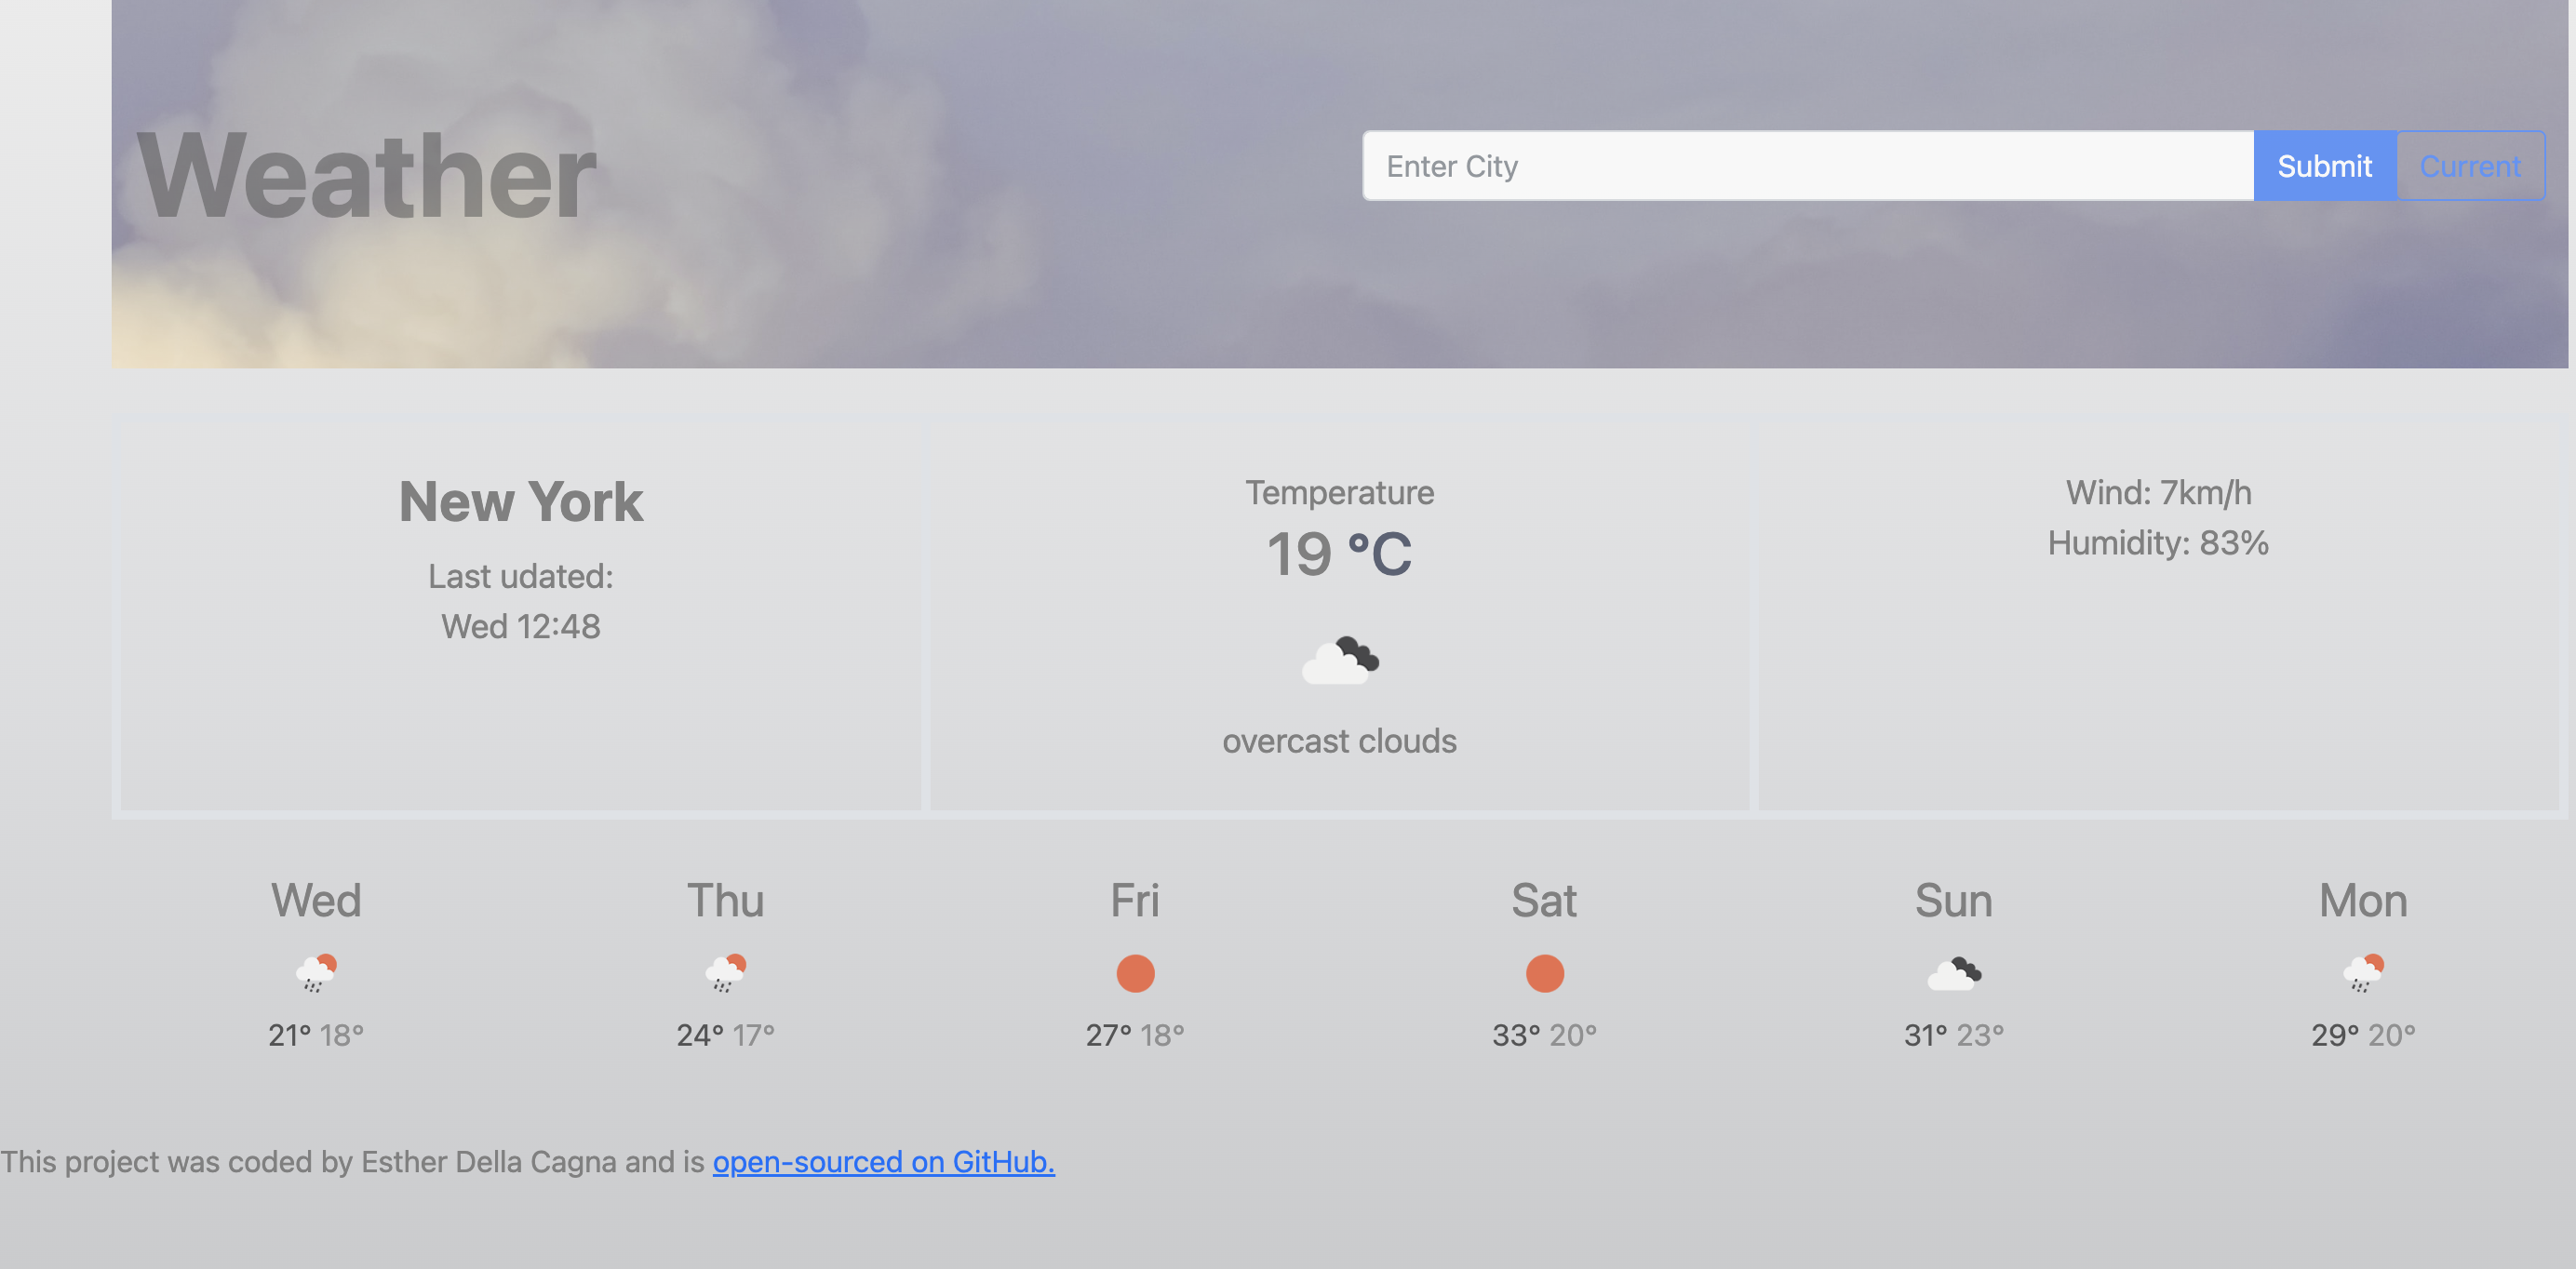 Weather
Enter City
Submit
Current
New York
Last udated:
Wed 12:48
Temperature
19 °C
overcast clouds
Wind: 7km/h
Humidity: 83%
Wed
Thu
Fri
Sat
Sun
Mon
21° 18°
24° 17°
27° 18°
33° 20°
31° 23°
29° 20°
This project was coded by Esther Della Cagna and is open-sourced on GitHub.